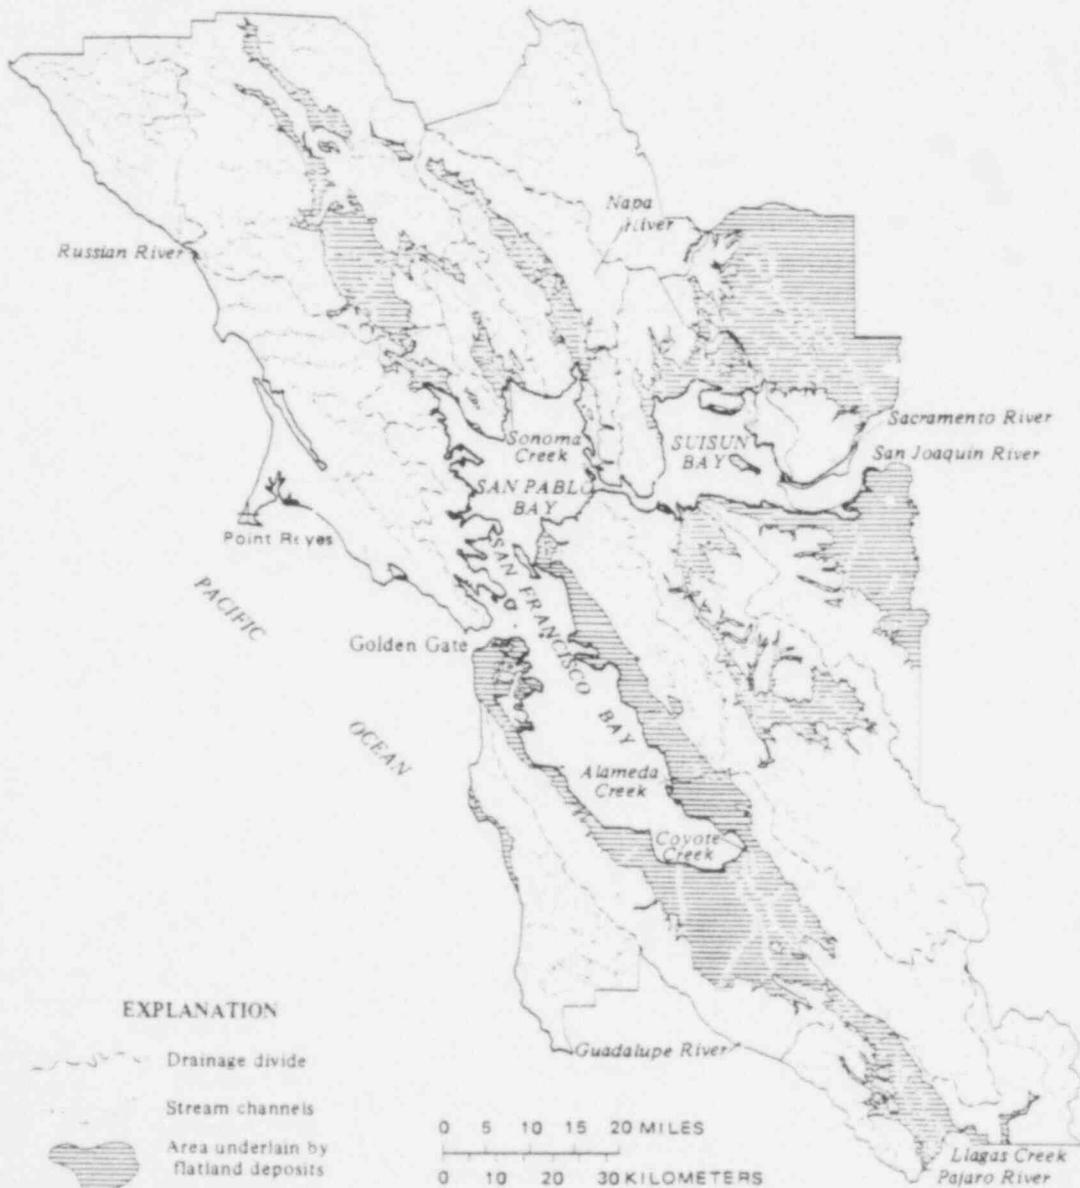 Napa
River
Russian River
Sacramento River
Sonoma
Creek
SUISUN
BAY
San Joaquin River
SAN PABLO
BAY
Point Reyes
SAN FRANCISCO BAY
PACIFIC
Golden Gate
OCEAN
Alameda
Creek
Coyote
Creek
EXPLANATION
Guadalupe River
Drainage divide
Stream channels
0 5 10 15 20 MILES
Area underlain by
flatland deposits
0 10 20 30 KILOMETERS
Llagas Creek
Pajaro River